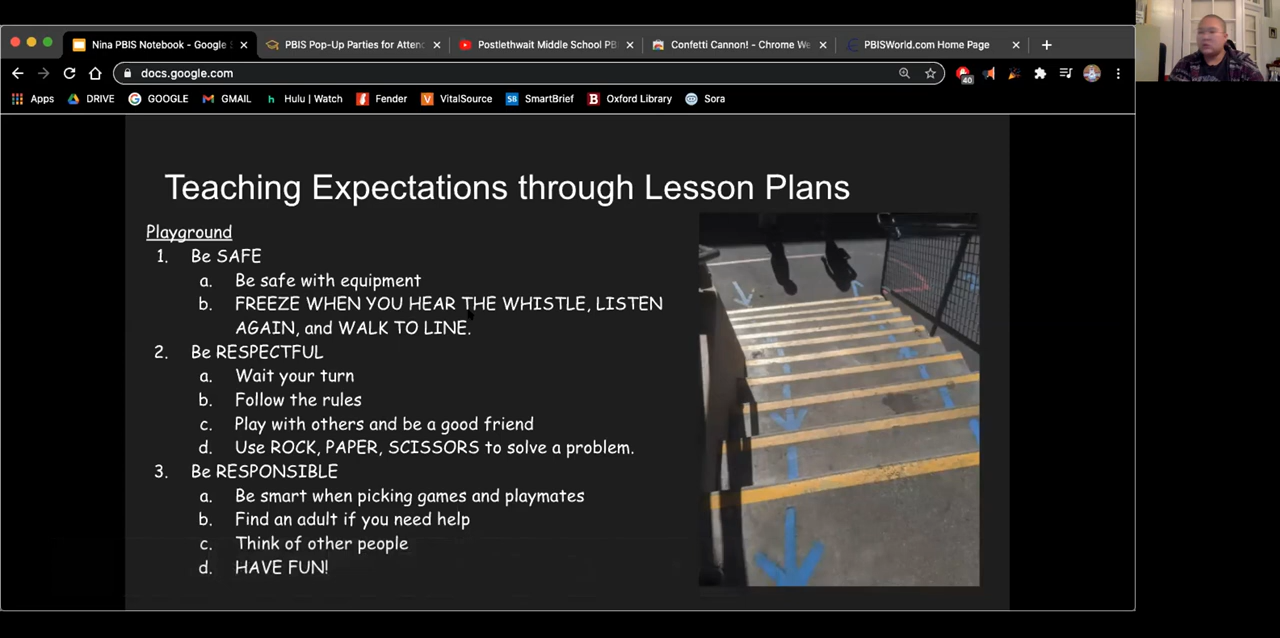 Nina PBIS Notebook - Google S
PBIS Pop-Up Parties for Attenc
Postlethwait Middle School PB
Confetti Cannon! - Chrome We
PBISWorld.com Home Page
docs.google.com
40
Apps
DRIVE
GOOGLE
GMAIL
Hulu | Watch
Fender
VitalSource
SmartBrief
Oxford Library
Sora
Teaching Expectations through Lesson Plans
Playground
1. Be SAFE
a. Be safe with equipment
b. FREEZE WHEN YOU HEAR THE WHISTLE, LISTEN
AGAIN, and WALK TO LINE.
2. Be RESPECTFUL
a. Wait your turn
b. Follow the rules
c. Play with others and be a good friend
d. Use ROCK, PAPER, SCISSORS to solve a problem.
3. Be RESPONSIBLE
a. Be smart when picking games and playmates
b. Find an adult if you need help
c. Think of other people
d. HAVE FUN!